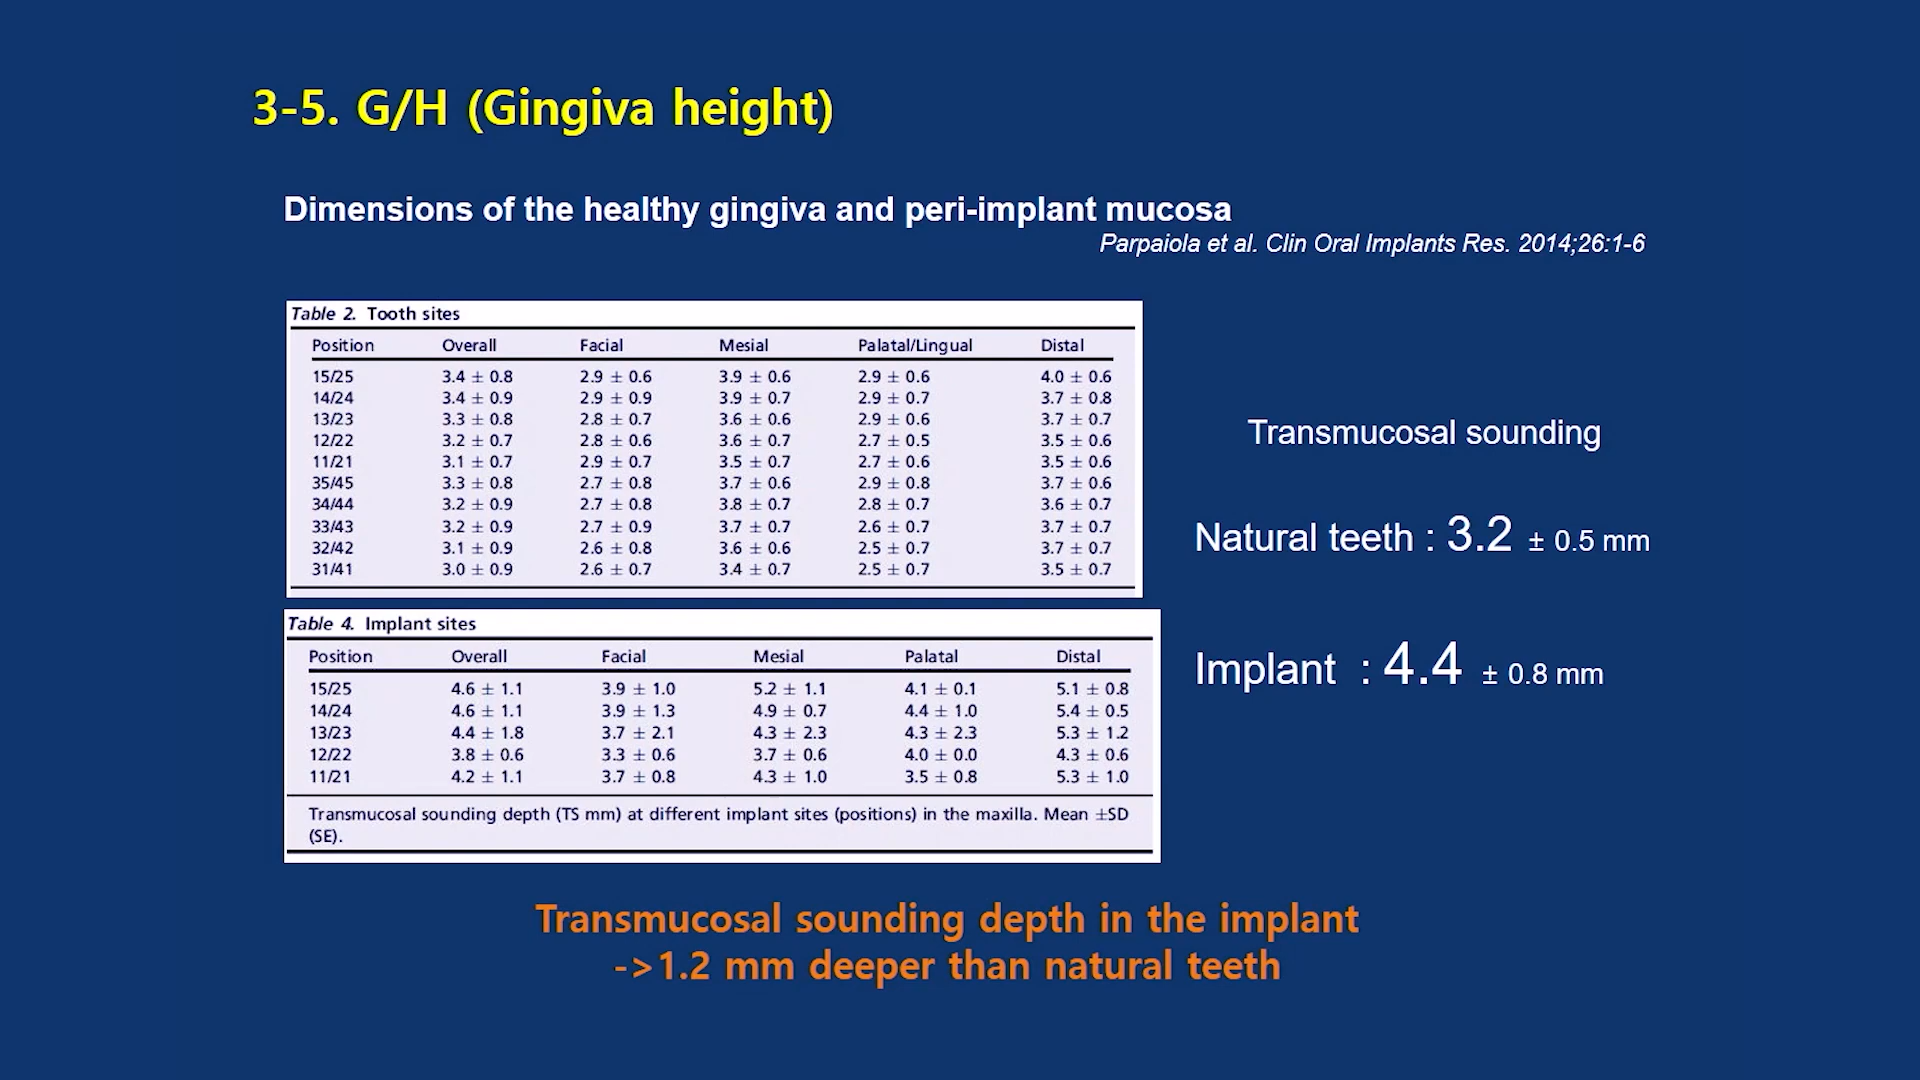 3-5. G/H (Gingiva height)
Dimensions of the healthy gingiva and peri-implant mucosa
Parpaiola et al. Clin Oral Implants Res. 2014;26:1-6
Table 2. Tooth sites
Position Overall Facial Mesial Palatal/Lingual Distal
15/25 3.4 ± 0.8 2.9 ± 0.6 3.9 ± 0.6 2.9 ± 0.6 4.0 ± 0.6
14/24 3.4 ± 0.9 2.9 ± 0.9 3.9 ± 0.7 2.9 ± 0.7 3.7 ± 0.8
13/23 3.3 ± 0.8 2.8 ± 0.7 3.6 ± 0.6 2.9 ± 0.6 3.7 ± 0.7
12/22 3.2 ± 0.7 2.8 ± 0.6 3.6 ± 0.7 2.7 ± 0.5 3.5 ± 0.6
11/21 3.1 ± 0.7 2.9 ± 0.7 3.5 ± 0.7 2.7 ± 0.6 3.5 ± 0.6
35/45 3.3 ± 0.8 2.7 ± 0.8 3.7 ± 0.6 2.9 ± 0.8 3.7 ± 0.6
34/44 3.2 ± 0.9 2.7 ± 0.8 3.8 ± 0.7 2.8 ± 0.7 3.6 ± 0.7
33/43 3.2 ± 0.9 2.7 ± 0.9 3.7 ± 0.7 2.6 ± 0.7 3.7 ± 0.7
32/42 3.1 ± 0.9 2.6 ± 0.8 3.6 ± 0.6 2.5 ± 0.7 3.7 ± 0.7
31/41 3.0 ± 0.9 2.6 ± 0.7 3.4 ± 0.7 2.5 ± 0.7 3.5 ± 0.7
Table 4. Implant sites
Position Overall Facial Mesial Palatal Distal
15/25 4.6 ± 1.1 3.9 ± 1.0 5.2 ± 1.1 4.1 ± 0.1 5.1 ± 0.8
14/24 4.6 ± 1.1 3.9 ± 1.3 4.9 ± 0.7 4.4 ± 1.0 5.4 ± 0.5
13/23 4.4 ± 1.8 3.7 ± 2.1 4.3 ± 2.3 4.3 ± 2.3 5.3 ± 1.2
12/22 3.8 ± 0.6 3.3 ± 0.6 3.7 ± 0.6 4.0 ± 0.0 4.3 ± 0.6
11/21 4.2 ± 1.1 3.7 ± 0.8 4.3 ± 1.0 3.5 ± 0.8 5.3 ± 1.0
Transmucosal sounding depth (TS mm) at different implant sites (positions) in the maxilla. Mean ±SD
(SE).
Transmucosal sounding
Natural teeth : 3.2 ± 0.5 mm
Implant : 4.4 ± 0.8 mm
Transmucosal sounding depth in the implant
->1.2 mm deeper than natural teeth